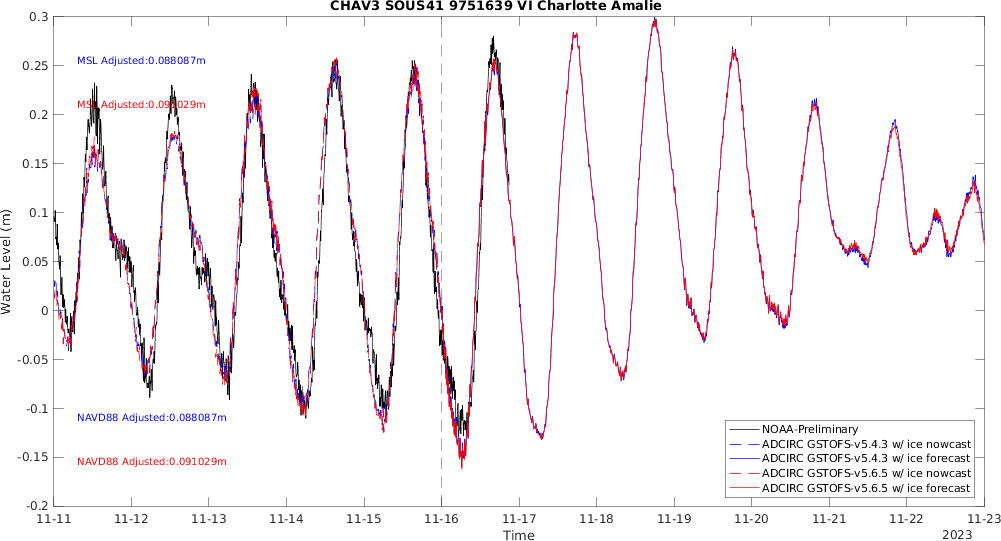 CHAV3 SOUS41 9751639 VI Charlotte Amalie
0.3
0.25
0.2
0.15
0.1
0.05
0
-0.05
-0.1
-0.15
-0.2
Water Level (m)
MSL Adjusted:0.088087m
MSL Adjusted:0.091029m
NAVD88 Adjusted:0.088087m
NAVD88 Adjusted:0.091029m
NOAA-Preliminary
ADCIRC GSTOFS-v5.4.3 w/ ice nowcast
ADCIRC GSTOFS-v5.4.3 w/ ice forecast
ADCIRC GSTOFS-v5.6.5 w/ ice nowcast
ADCIRC GSTOFS-v5.6.5 w/ ice forecast
11-11 11-12 11-13 11-14 11-15 11-16 11-17 11-18 11-19 11-20 11-21 11-22 11-23
Time
2023